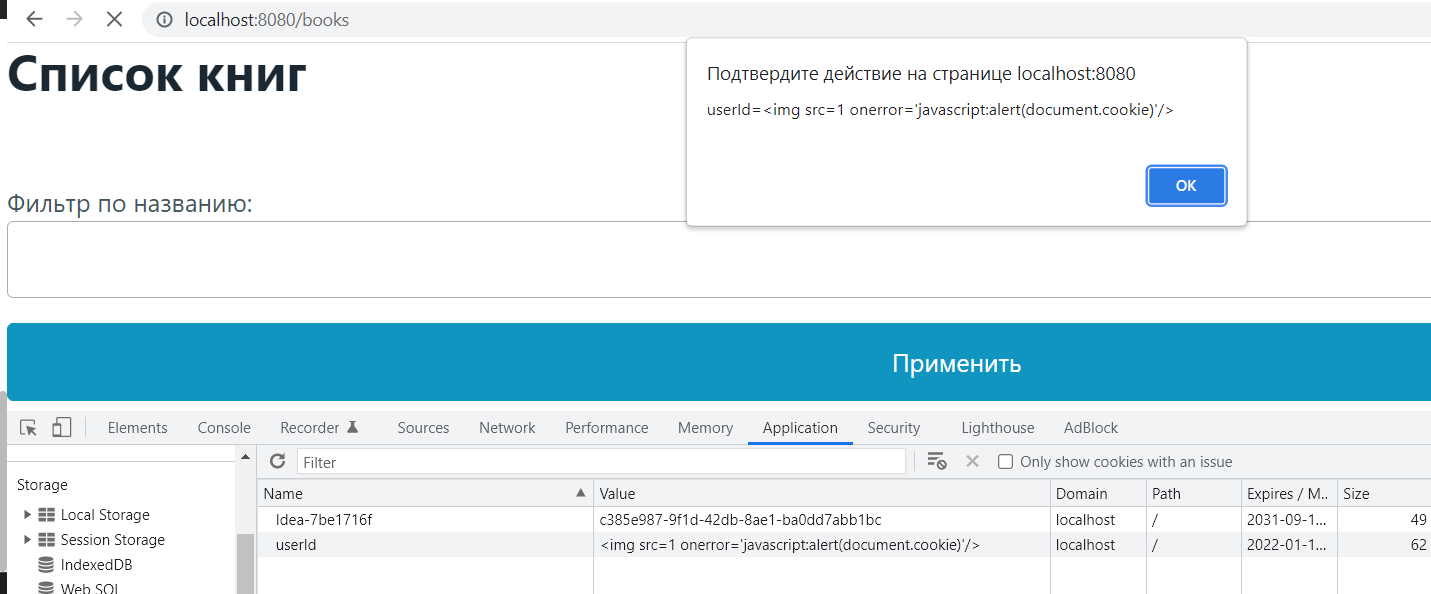 localhost:8080/books
Список книг
Подтвердите действие на странице localhost:8080
userId=<img src=1 onerror='javascript:alert(document.cookie)'/>
OK
Фильтр по названию:
Применить
Elements Console Recorder Sources Network Performance Memory Application Security Lighthouse AdBlock
Filter Only show cookies with an issue
Storage
Local Storage
Session Storage
IndexedDB
Web SQL
Name Value Domain Path Expires / M.. Size
Idea-7be1716f c385e987-9f1d-42db-8ae1-ba0dd7abb1bc localhost / 2031-09-1... 49
userId <img src=1 onerror='javascript:alert(document.cookie)'/> localhost / 2022-01-1... 62